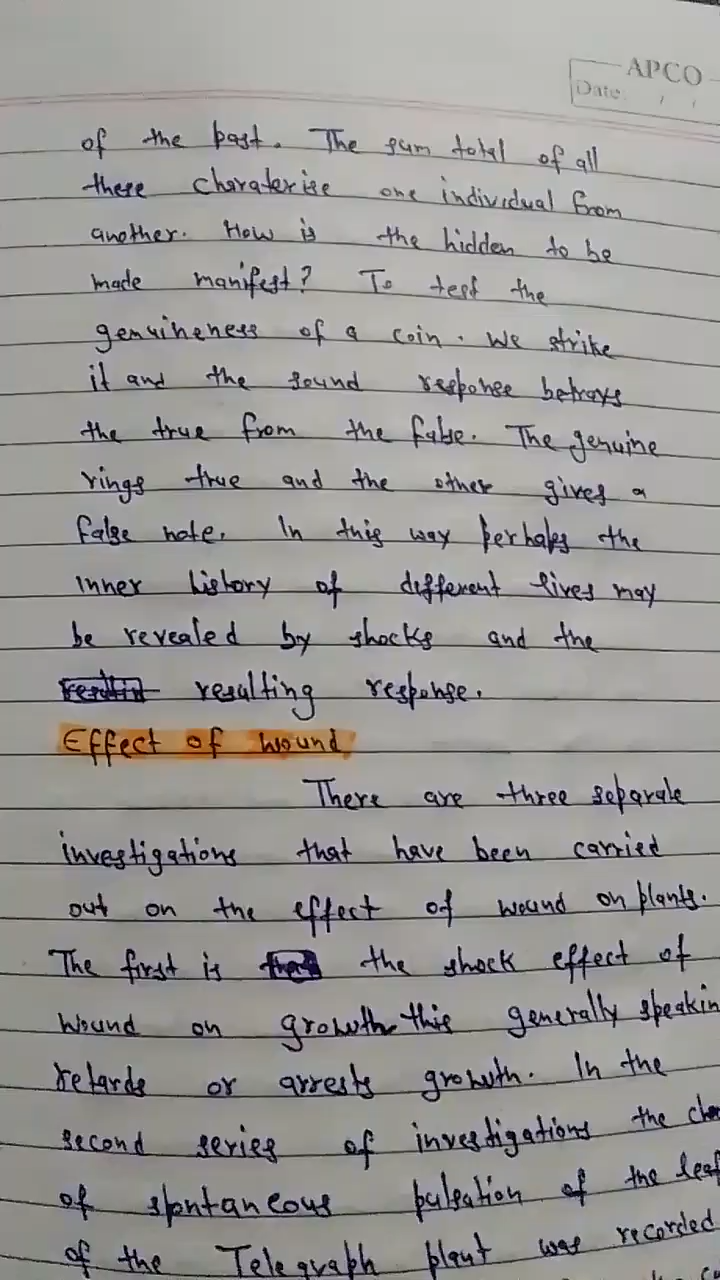 APCO
Date: / /
of the past. The sum total of all
these charaterise one individual from
another. How is the hidden to be
made manifest? To test the
genuineness of a coin. We strike
it and the sound response betrays
the true from the false. The genuine
rings true and the other gives a
false note. In this way perhaps the
inner history of different lives may
be revealed by shocks and the
resulting response.
Effect of wound
There are three separate
investigations that have been carried
out on the effect of wound on plants.
The first is the shock effect of
wound on growth this generally speakin
retards or arrests growth. In the
second series of investigations the
of spontaneous pulsation of the leaf
of the Telegraph plant was recorded